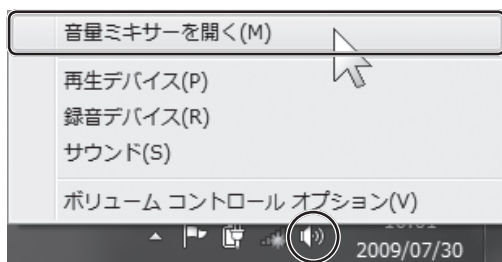 音量ミキサーを開く(M)
再生デバイス(P)
録音デバイス(R)
サウンド(S)
ボリューム コントロール オプション(V)
2009/07/30